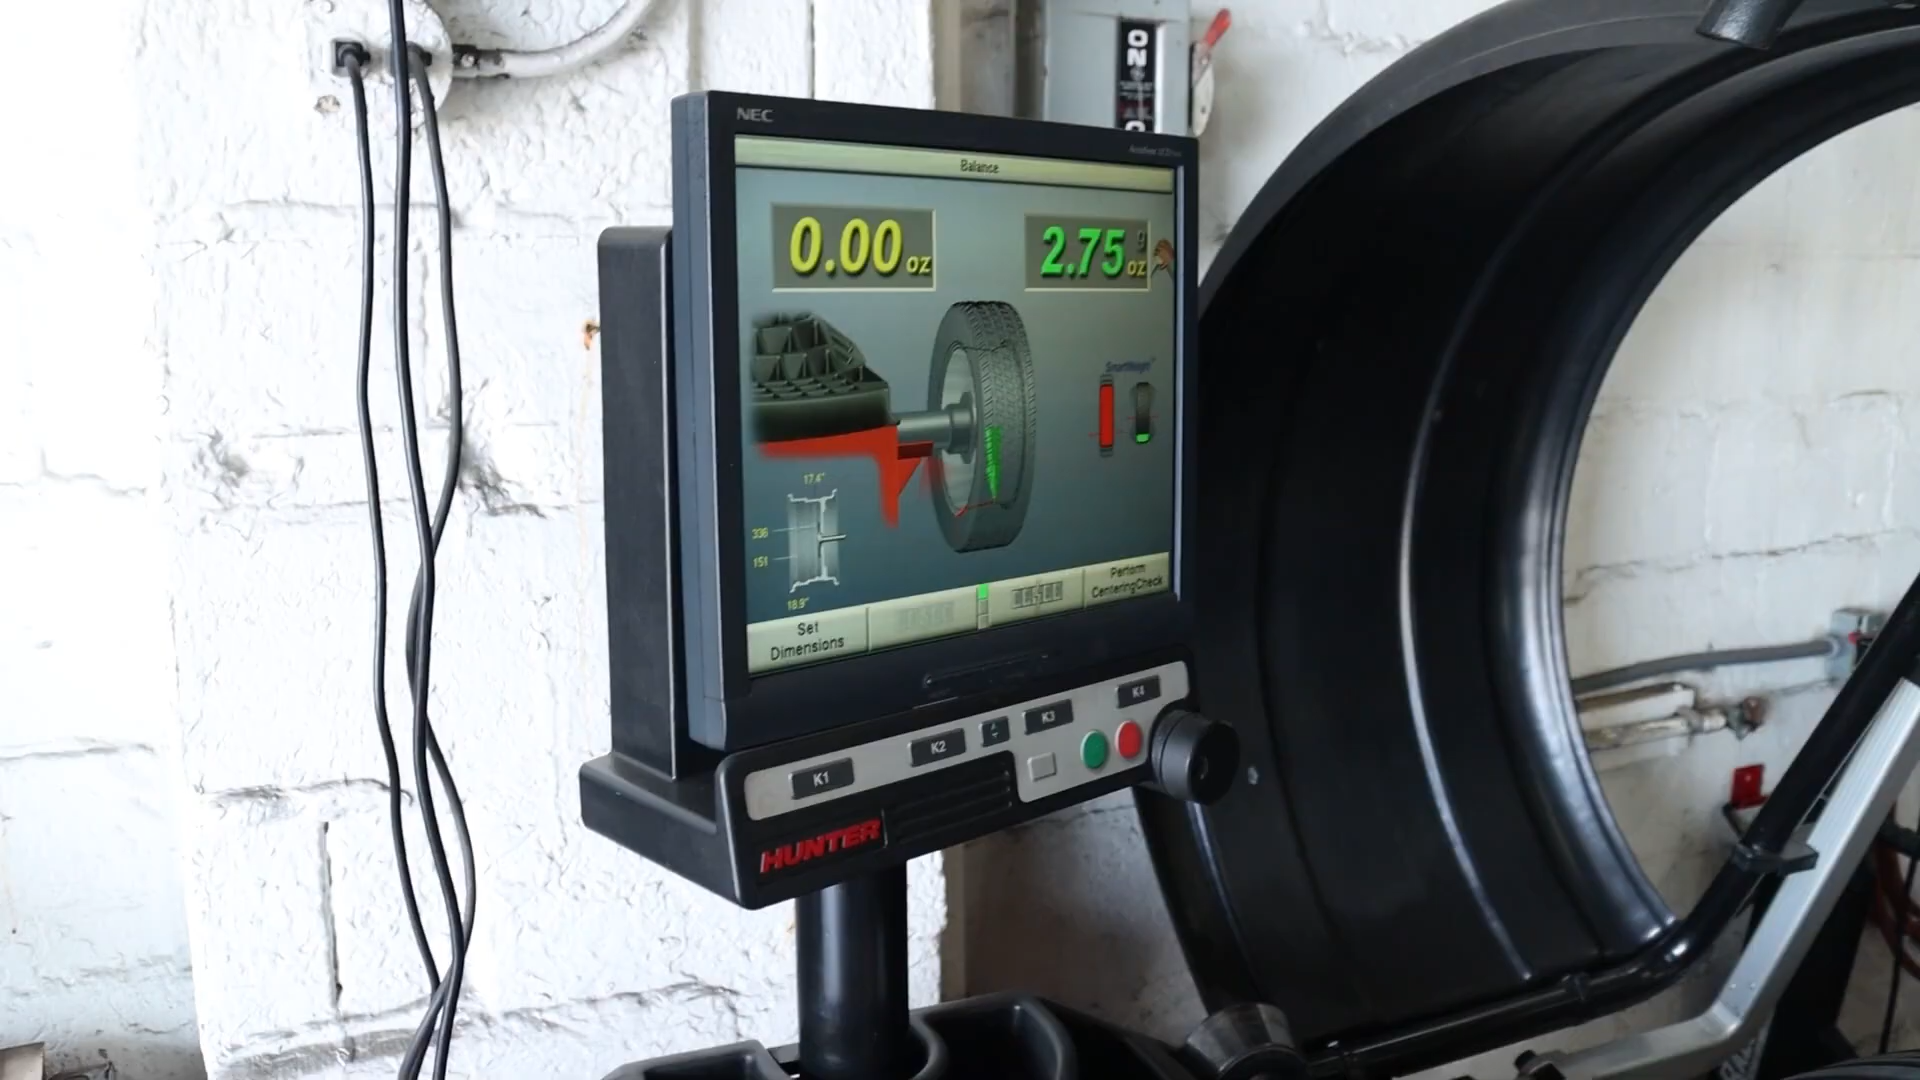 ON
O
NEC
Balance
0.00 oz
2.75 oz
g
SmartWeight
17.4"
336
151
18.9"
Set
Dimensions
Perform
CenteringCheck
K1
K2
K3
K4
HUNTER